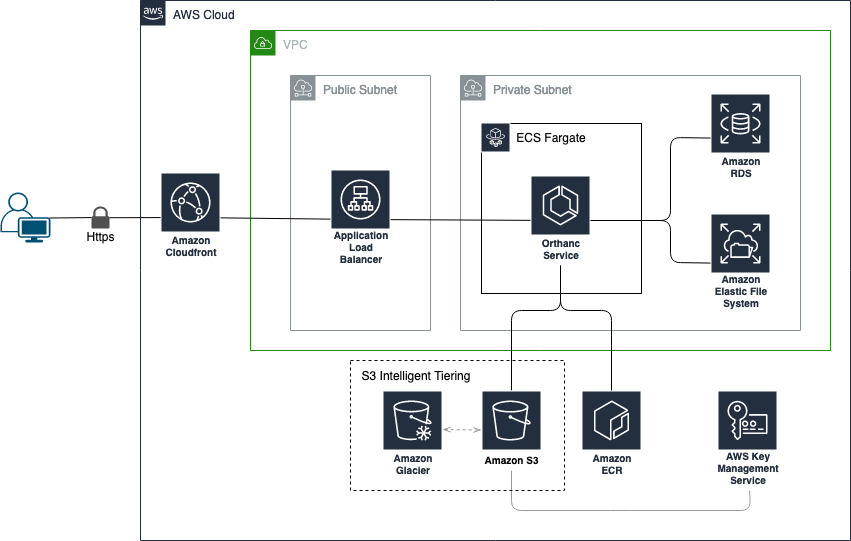 aws
AWS Cloud
VPC
Public Subnet
Private Subnet
ECS Fargate
Amazon
RDS
Https
Amazon
Cloudfront
Application
Load
Balancer
Orthanc
Service
Amazon
Elastic File
System
S3 Intelligent Tiering
Amazon
Glacier
Amazon S3
Amazon
ECR
AWS Key
Management
Service